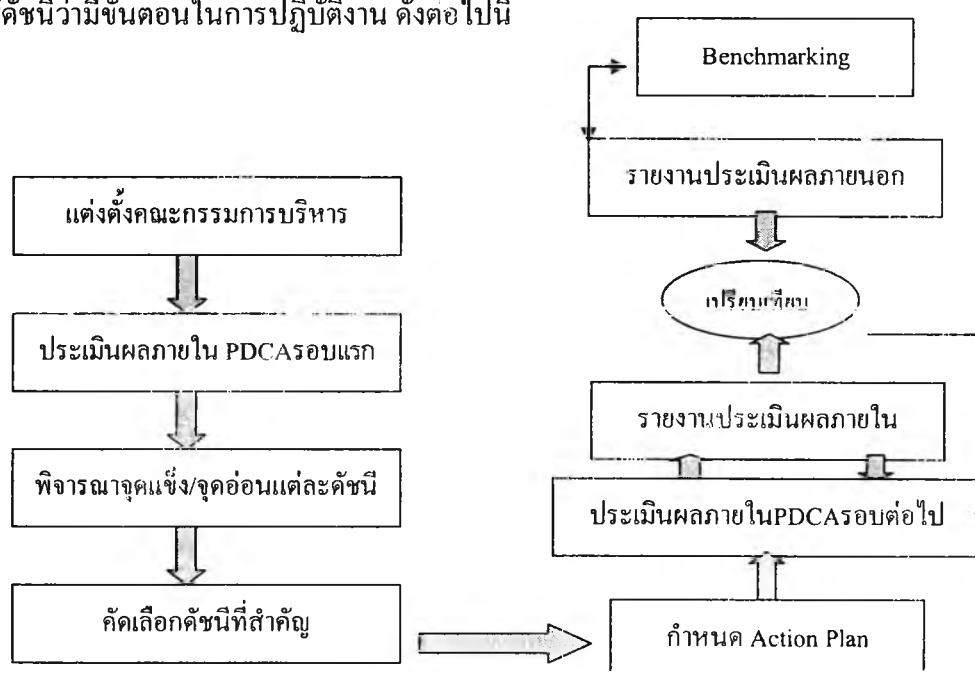 ดัชนีว่ามีขั้นตอนในการปฏิบัติงาน ดังต่อไปนี้
Benchmarking
รายงานประเมินผลภายนอก
แต่งตั้งคณะกรรมการบริหาร
เปรียบเทียบ
ประเมินผลภายใน PDCAรอบแรก
รายงานประเมินผลภายใน
พิจารณาจุดแข็ง/จุดอ่อนแต่ละดัชนี
ประเมินผลภายในPDCAรอบต่อไป
คัดเลือกดัชนีที่สำคัญ
กำหนด Action Plan